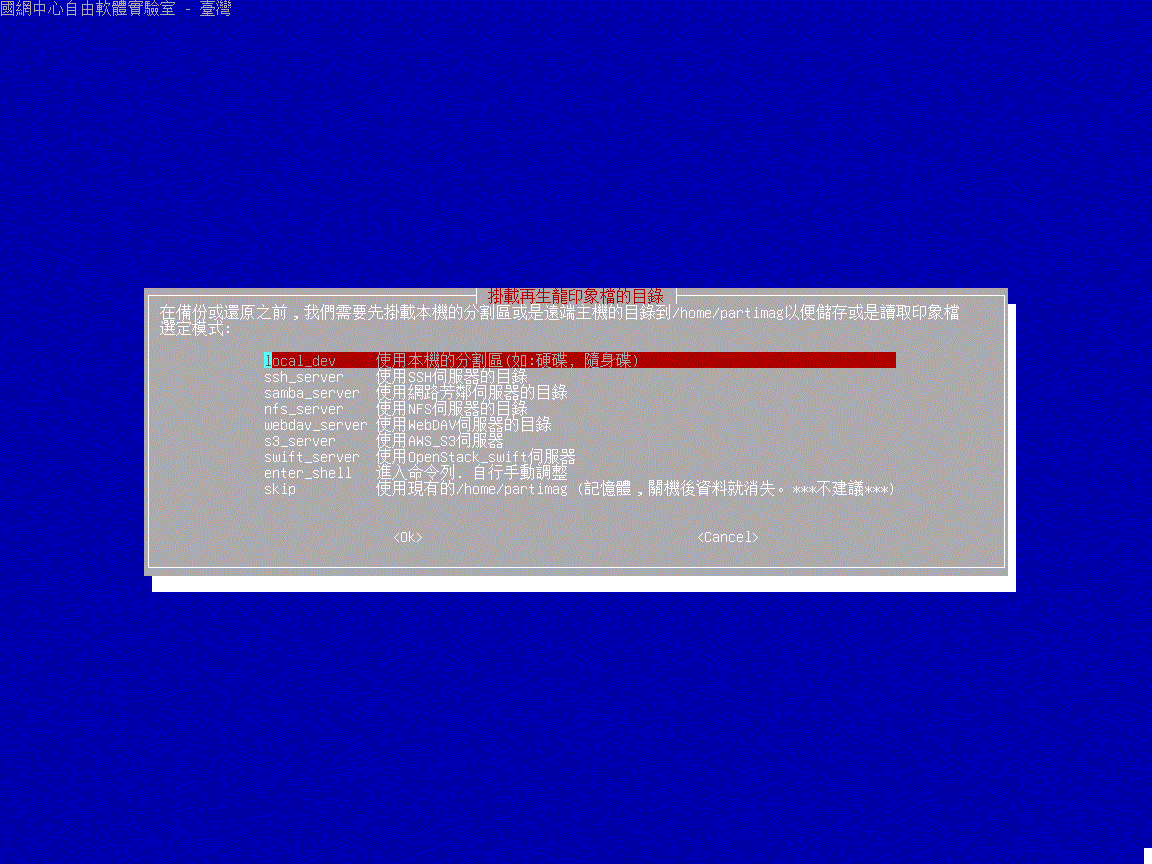 國網中心自由軟體實驗室 - 臺灣
掛載再生龍印象檔的目錄
在備份或還原之前，我們需要先掛載本機的分割區或是遠端主機的目錄到/home/partimag以便儲存或是讀取印象檔
選定模式:
local_dev 使用本機的分割區(如:硬碟, 隨身碟)
ssh_server 使用SSH伺服器的目錄
samba_server 使用網路芳鄰伺服器的目錄
nfs_server 使用NFS伺服器的目錄
webdav_server 使用WebDAV伺服器的目錄
s3_server 使用AWS_S3伺服器
swift_server 使用OpenStack_swift伺服器
enter_shell 進入命令列. 自行手動調整
skip 使用現有的/home/partimag (記憶體，關機後資料就消失。***不建議***)
<Ok> <Cancel>